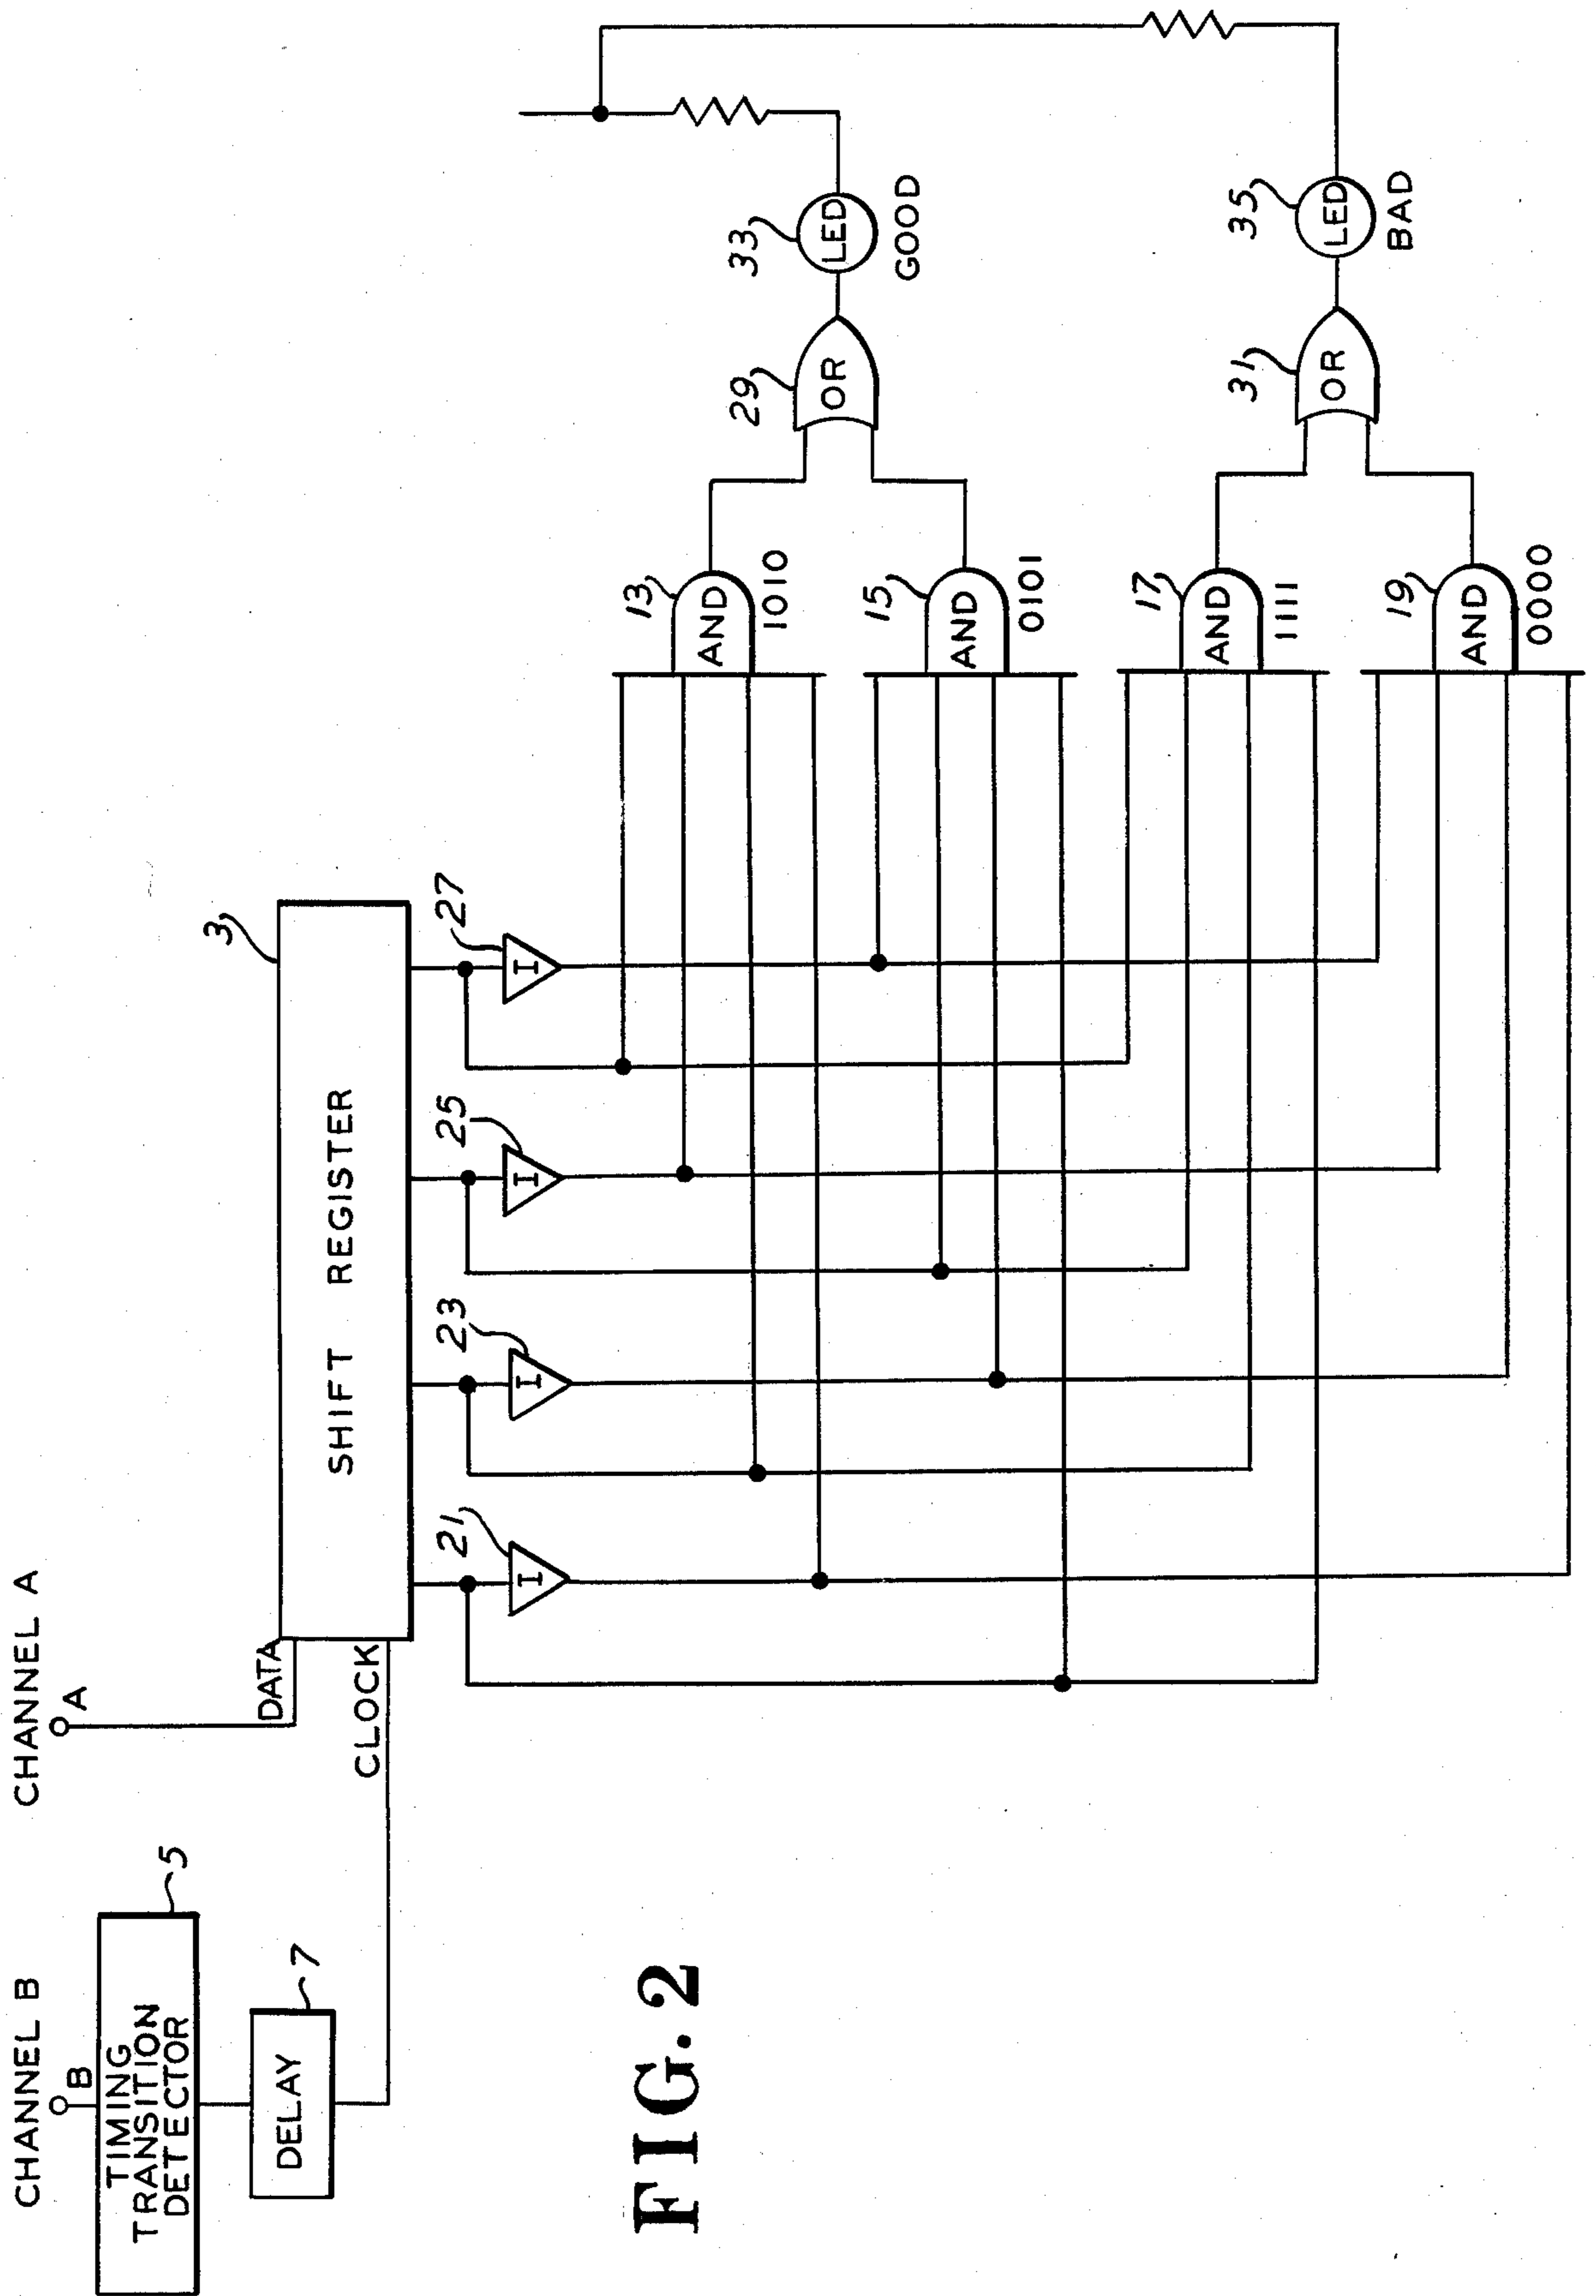 CHANNEL B
B
TIMING
TRANSITION
DETECTOR
5
DELAY
7
CHANNEL A
A
DATA
CLOCK
SHIFT REGISTER
3
21
I
23
I
25
I
27
I
13
AND
1010
15
AND
0101
17
AND
1111
19
AND
0000
29
OR
31
OR
33
LED
GOOD
35
LED
BAD
FIG. 2